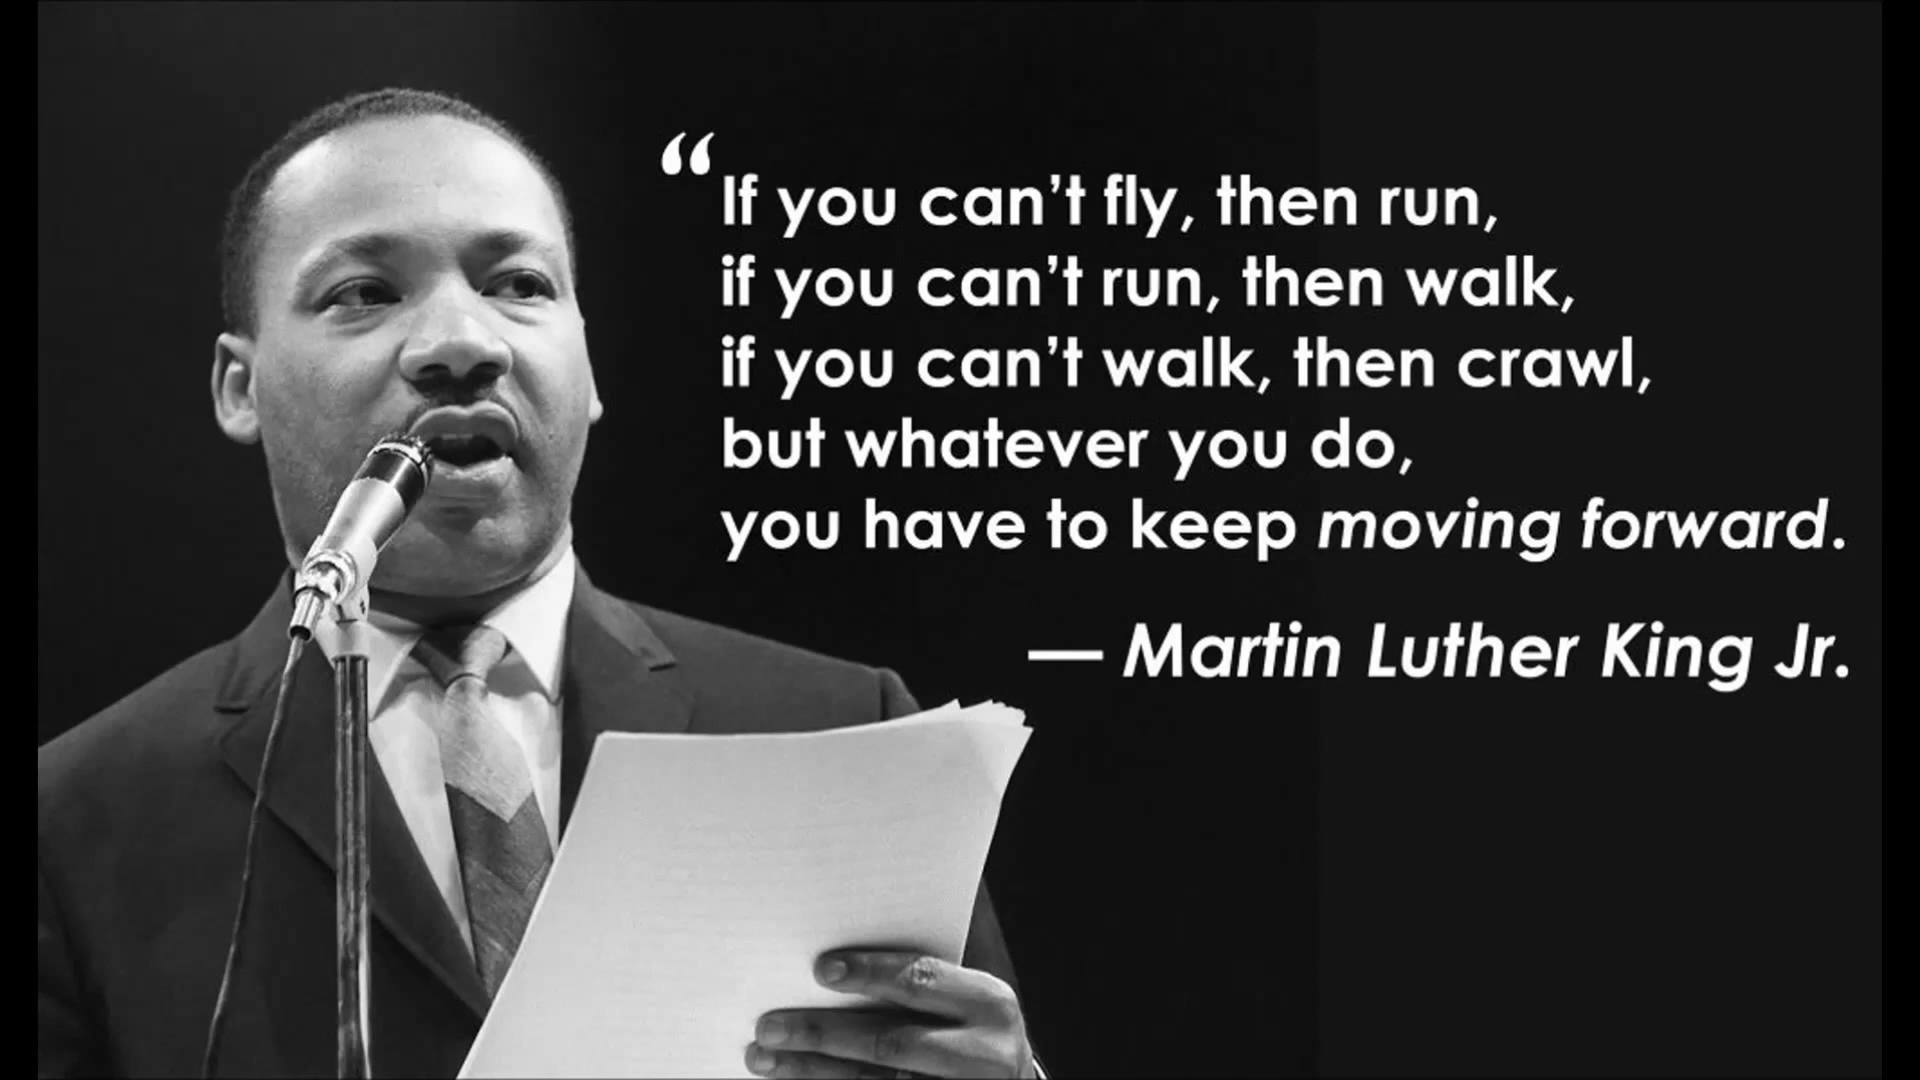 “If you can’t fly, then run,
if you can’t run, then walk,
if you can’t walk, then crawl,
but whatever you do,
you have to keep moving forward.
— Martin Luther King Jr.